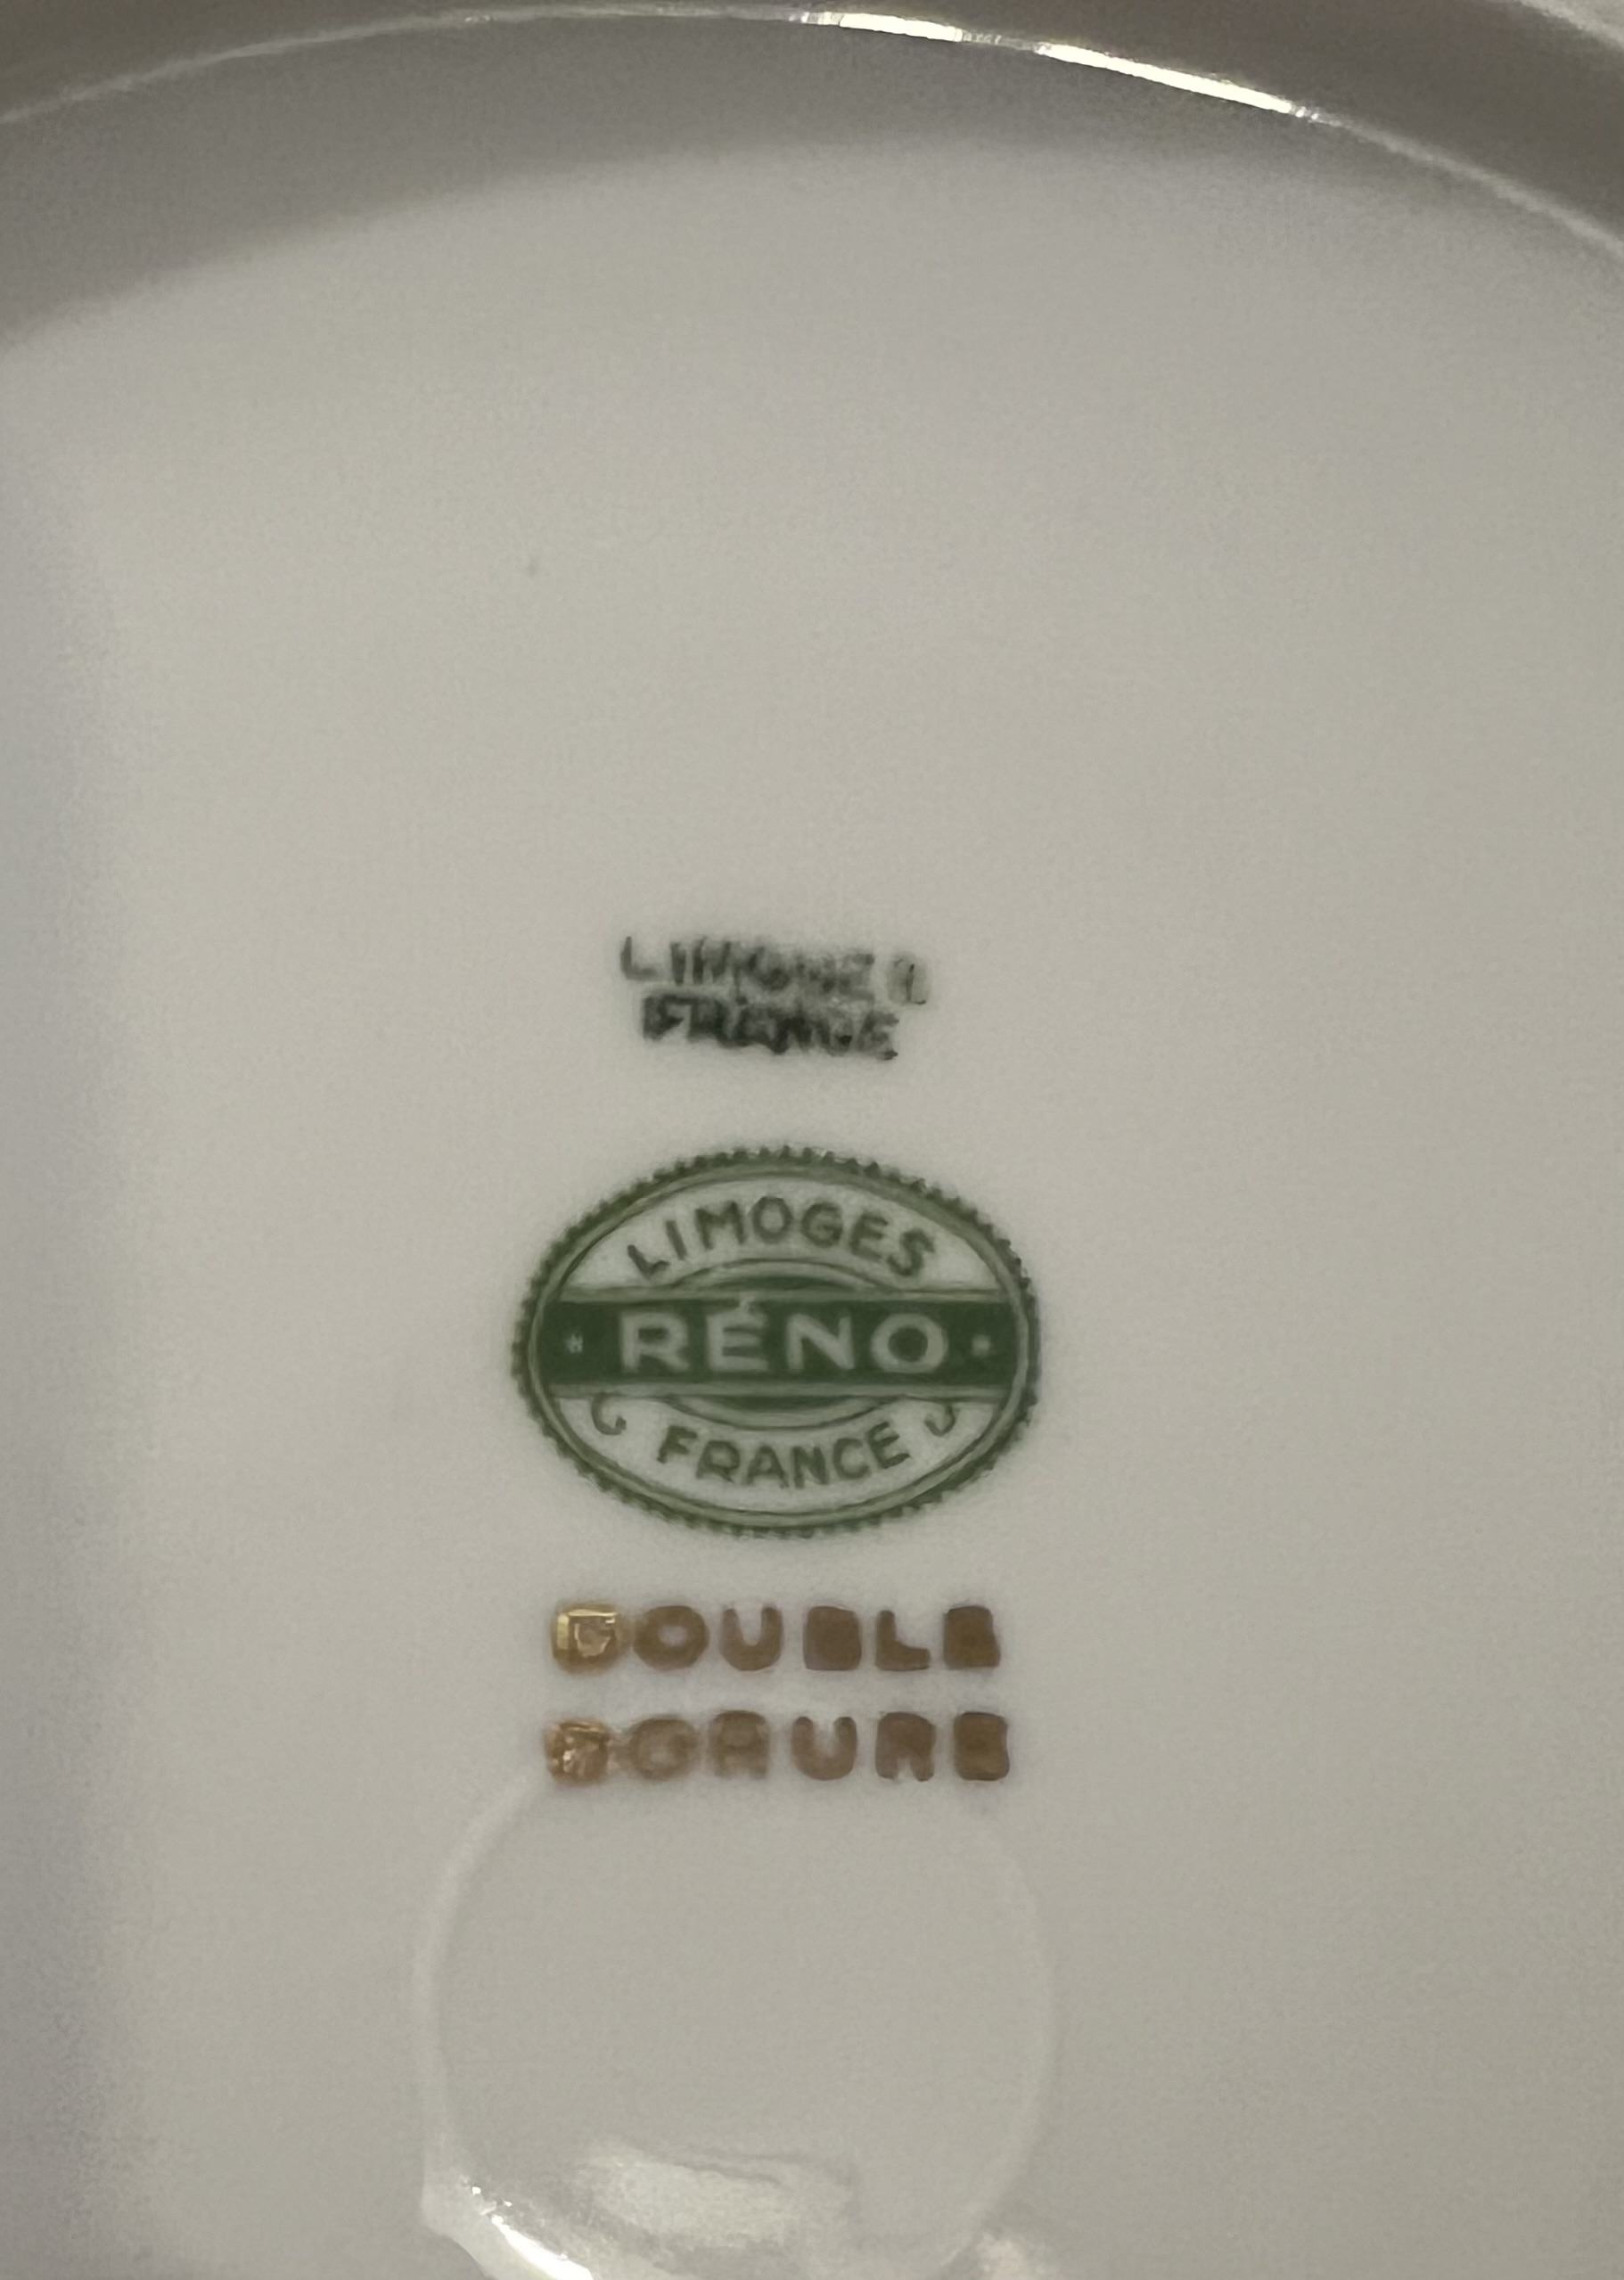 LIMOGES
FRANCE
LIMOGES
RÉNO
FRANCE
DOUBLE
DORURE